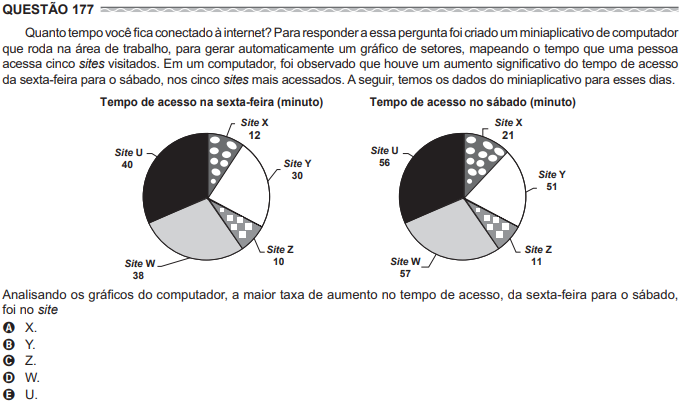 QUESTÃO 177
Quanto tempo você fica conectado à internet? Para responder a essa pergunta foi criado um miniaplicativo de computador
que roda na área de trabalho, para gerar automaticamente um gráfico de setores, mapeando o tempo que uma pessoa
acessa cinco sites visitados. Em um computador, foi observado que houve um aumento significativo do tempo de acesso
da sexta-feira para o sábado, nos cinco sites mais acessados. A seguir, temos os dados do miniaplicativo para esses dias.
Tempo de acesso na sexta-feira (minuto)
Site X
12
Site Y
30
Site Z
10
Site W
38
Site U
40
Tempo de acesso no sábado (minuto)
Site X
21
Site Y
51
Site Z
11
Site W
57
Site U
56
Analisando os gráficos do computador, a maior taxa de aumento no tempo de acesso, da sexta-feira para o sábado,
foi no site
A X.
B Y.
C Z.
D W.
E U.